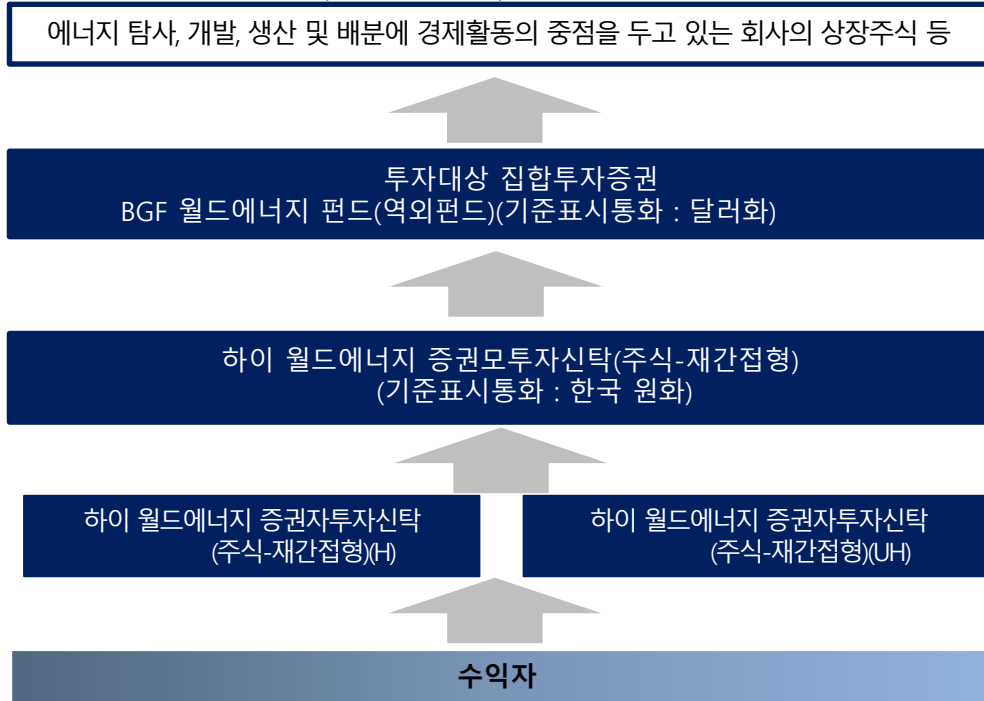 에너지 탐사, 개발, 생산 및 배분에 경제활동의 중점을 두고 있는 회사의 상장주식 등
투자대상 집합투자증권
BGF 월드에너지 펀드(역외펀드)(기준표시통화 : 달러화)
하이 월드에너지 증권모투자신탁(주식-재간접형)
(기준표시통화 : 한국 원화)
하이 월드에너지 증권자투자신탁
(주식-재간접형)(H)
하이 월드에너지 증권자투자신탁
(주식-재간접형)(UH)
수익자